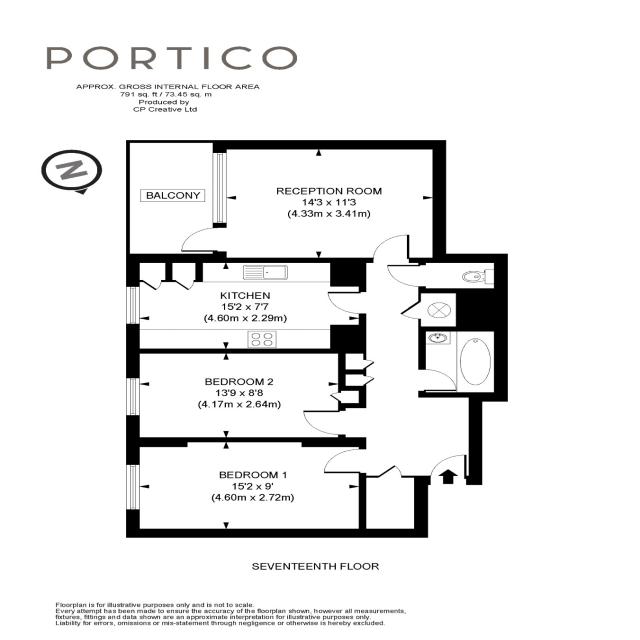 PORTICO
APPROX. GROSS INTERNAL FLOOR AREA
791 sq. ft / 73.45 sq. m
Produced by
CP Creative Ltd
N
BALCONY
RECEPTION ROOM
14'3 x 11'3
(4.33m x 3.41m)
KITCHEN
15'2 x 7'7
(4.60m x 2.29m)
BEDROOM 2
13'9 x 8'8
(4.17m x 2.64m)
BEDROOM 1
15'2 x 9'
(4.60m x 2.72m)
SEVENTEENTH FLOOR
Floorplan is for illustrative purposes only and is not to scale.
Every attempt has been made to ensure the accuracy of the floorplan shown, however all measurements,
fixtures, fittings and data shown are an approximate interpretation for illustrative purposes only.
Liability for errors, omissions or mis-statement through negligence or otherwise is hereby excluded.